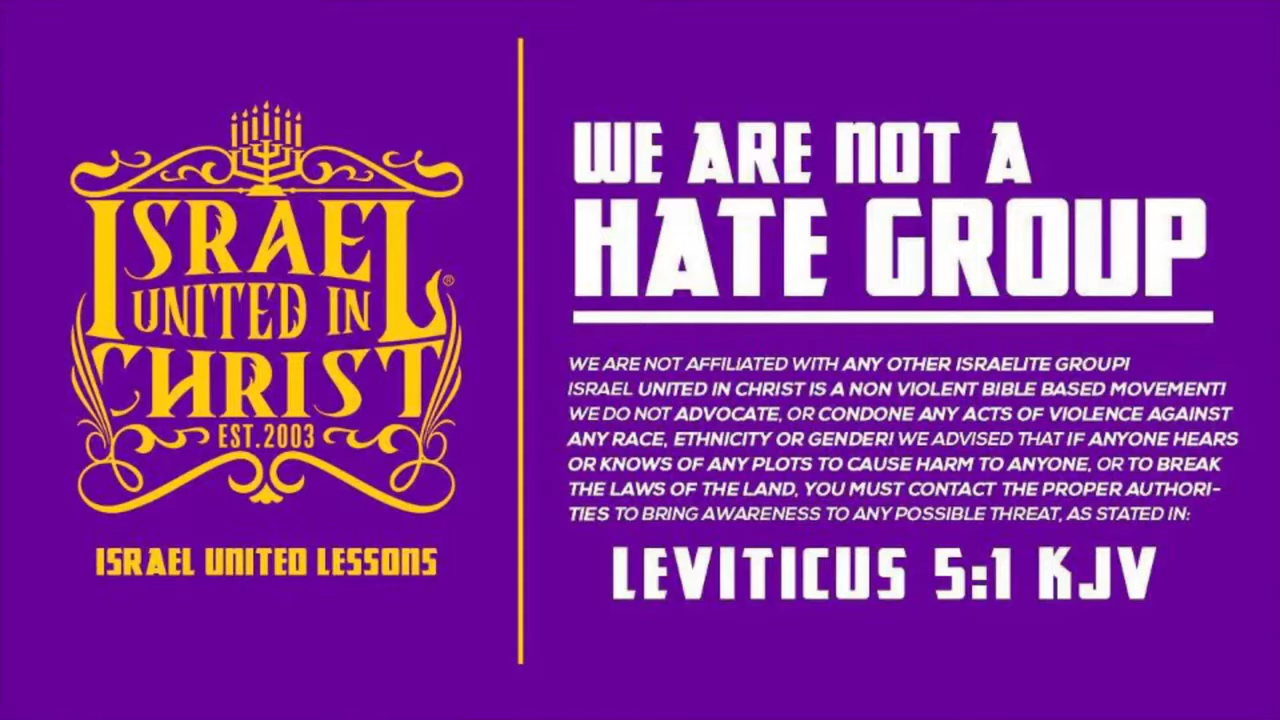 ISRAEL
UNITED IN
CHRIST
®
EST.2003
ISRAEL UNITED LESSONS
WE ARE NOT A
HATE GROUP
WE ARE NOT AFFILIATED WITH ANY OTHER ISRAELITE GROUP!
ISRAEL UNITED IN CHRIST IS A NON VIOLENT BIBLE BASED MOVEMENT!
WE DO NOT ADVOCATE, OR CONDONE ANY ACTS OF VIOLENCE AGAINST
ANY RACE, ETHNICITY OR GENDER! WE ADVISED THAT IF ANYONE HEARS
OR KNOWS OF ANY PLOTS TO CAUSE HARM TO ANYONE, OR TO BREAK
THE LAWS OF THE LAND, YOU MUST CONTACT THE PROPER AUTHORI-
TIES TO BRING AWARENESS TO ANY POSSIBLE THREAT, AS STATED IN:
LEVITICUS 5:1 KJV